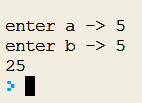 enter a -> 5
enter b -> 5
25
>